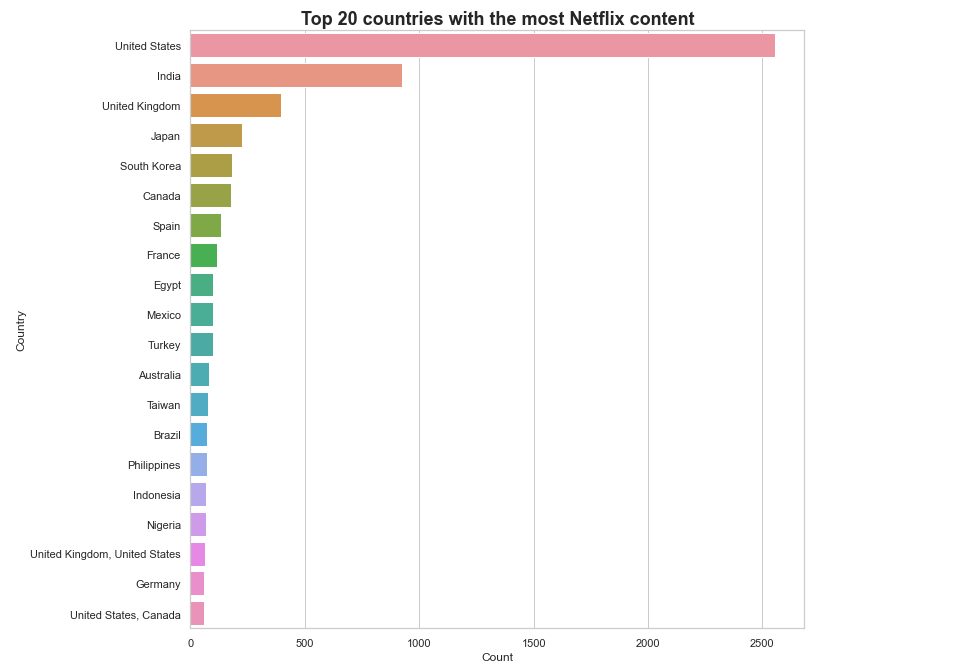 Top 20 countries with the most Netflix content
United States
India
United Kingdom
Japan
South Korea
Canada
Spain
France
Egypt
Mexico
Turkey
Australia
Taiwan
Brazil
Philippines
Indonesia
Nigeria
United Kingdom, United States
Germany
United States, Canada
Country
0 500 1000 1500 2000 2500
Count